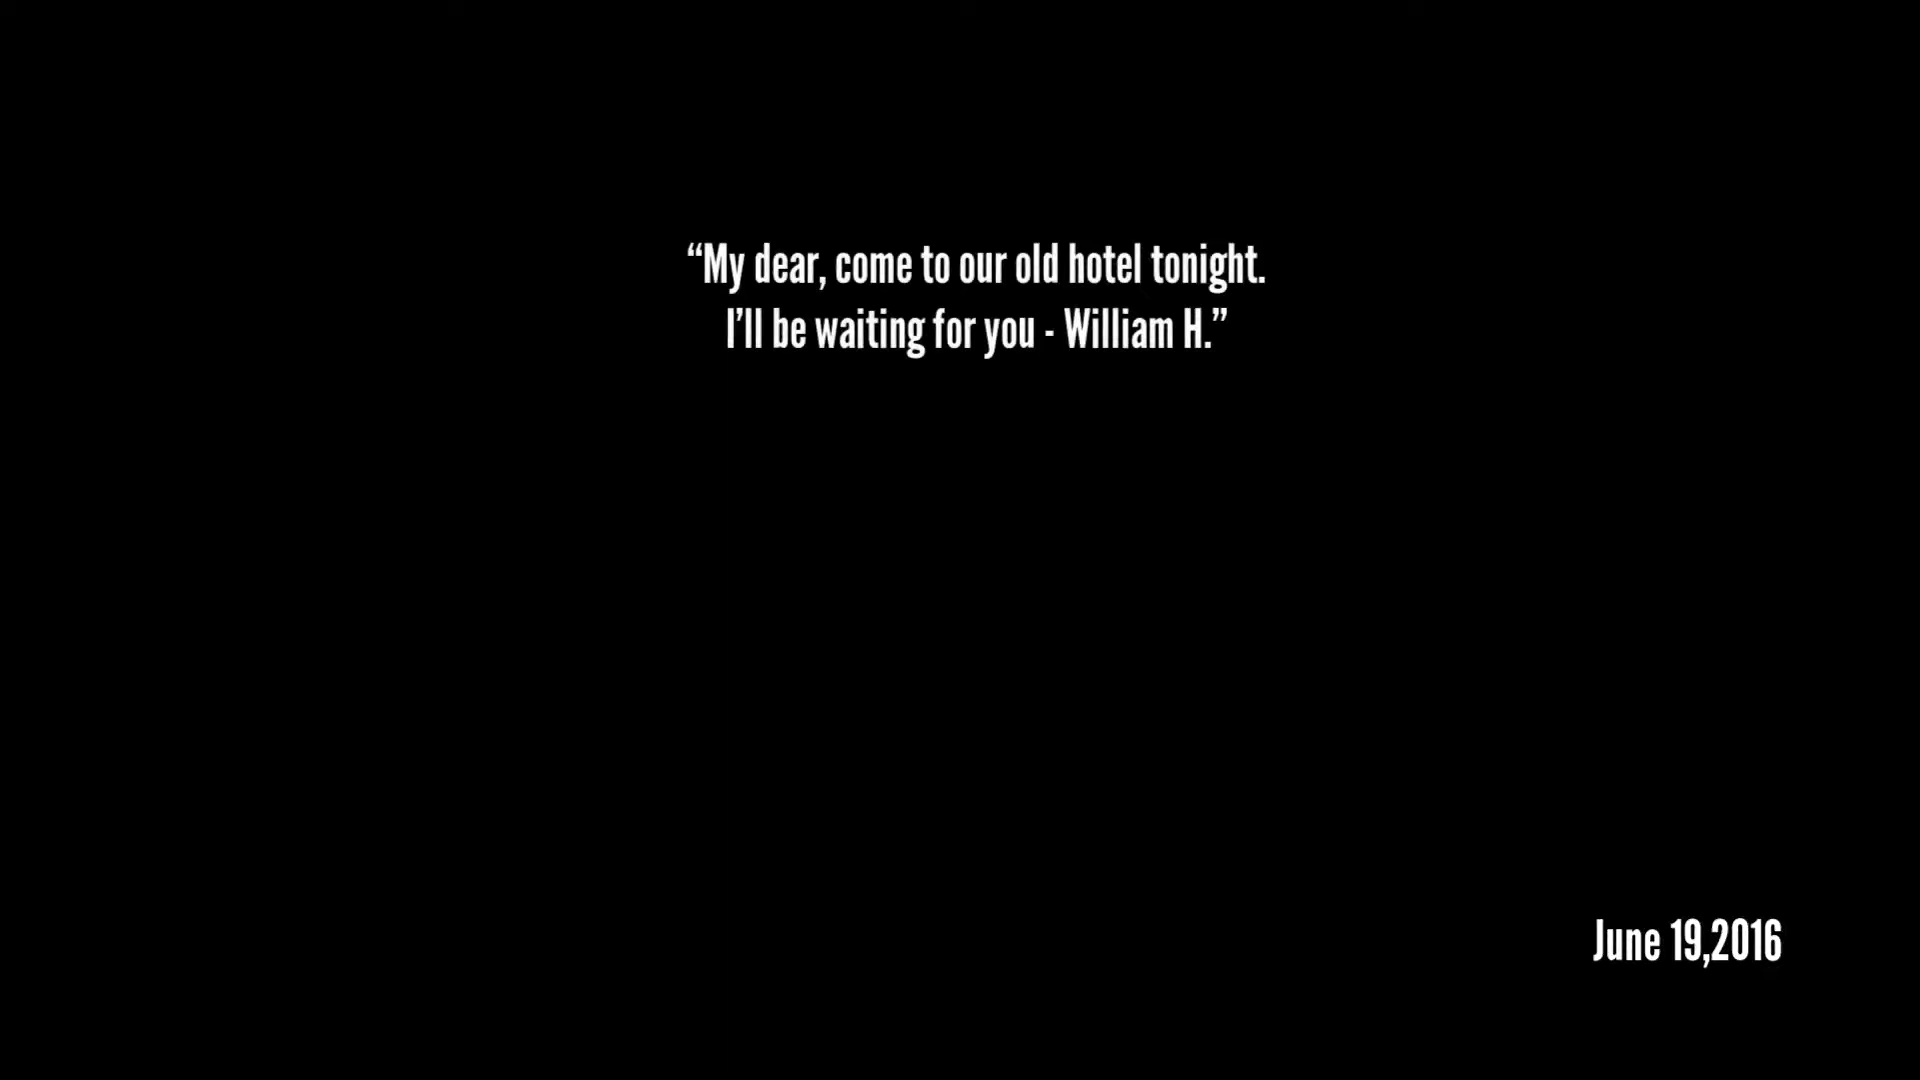 “My dear, come to our old hotel tonight.
I’ll be waiting for you - William H.”
June 19,2016